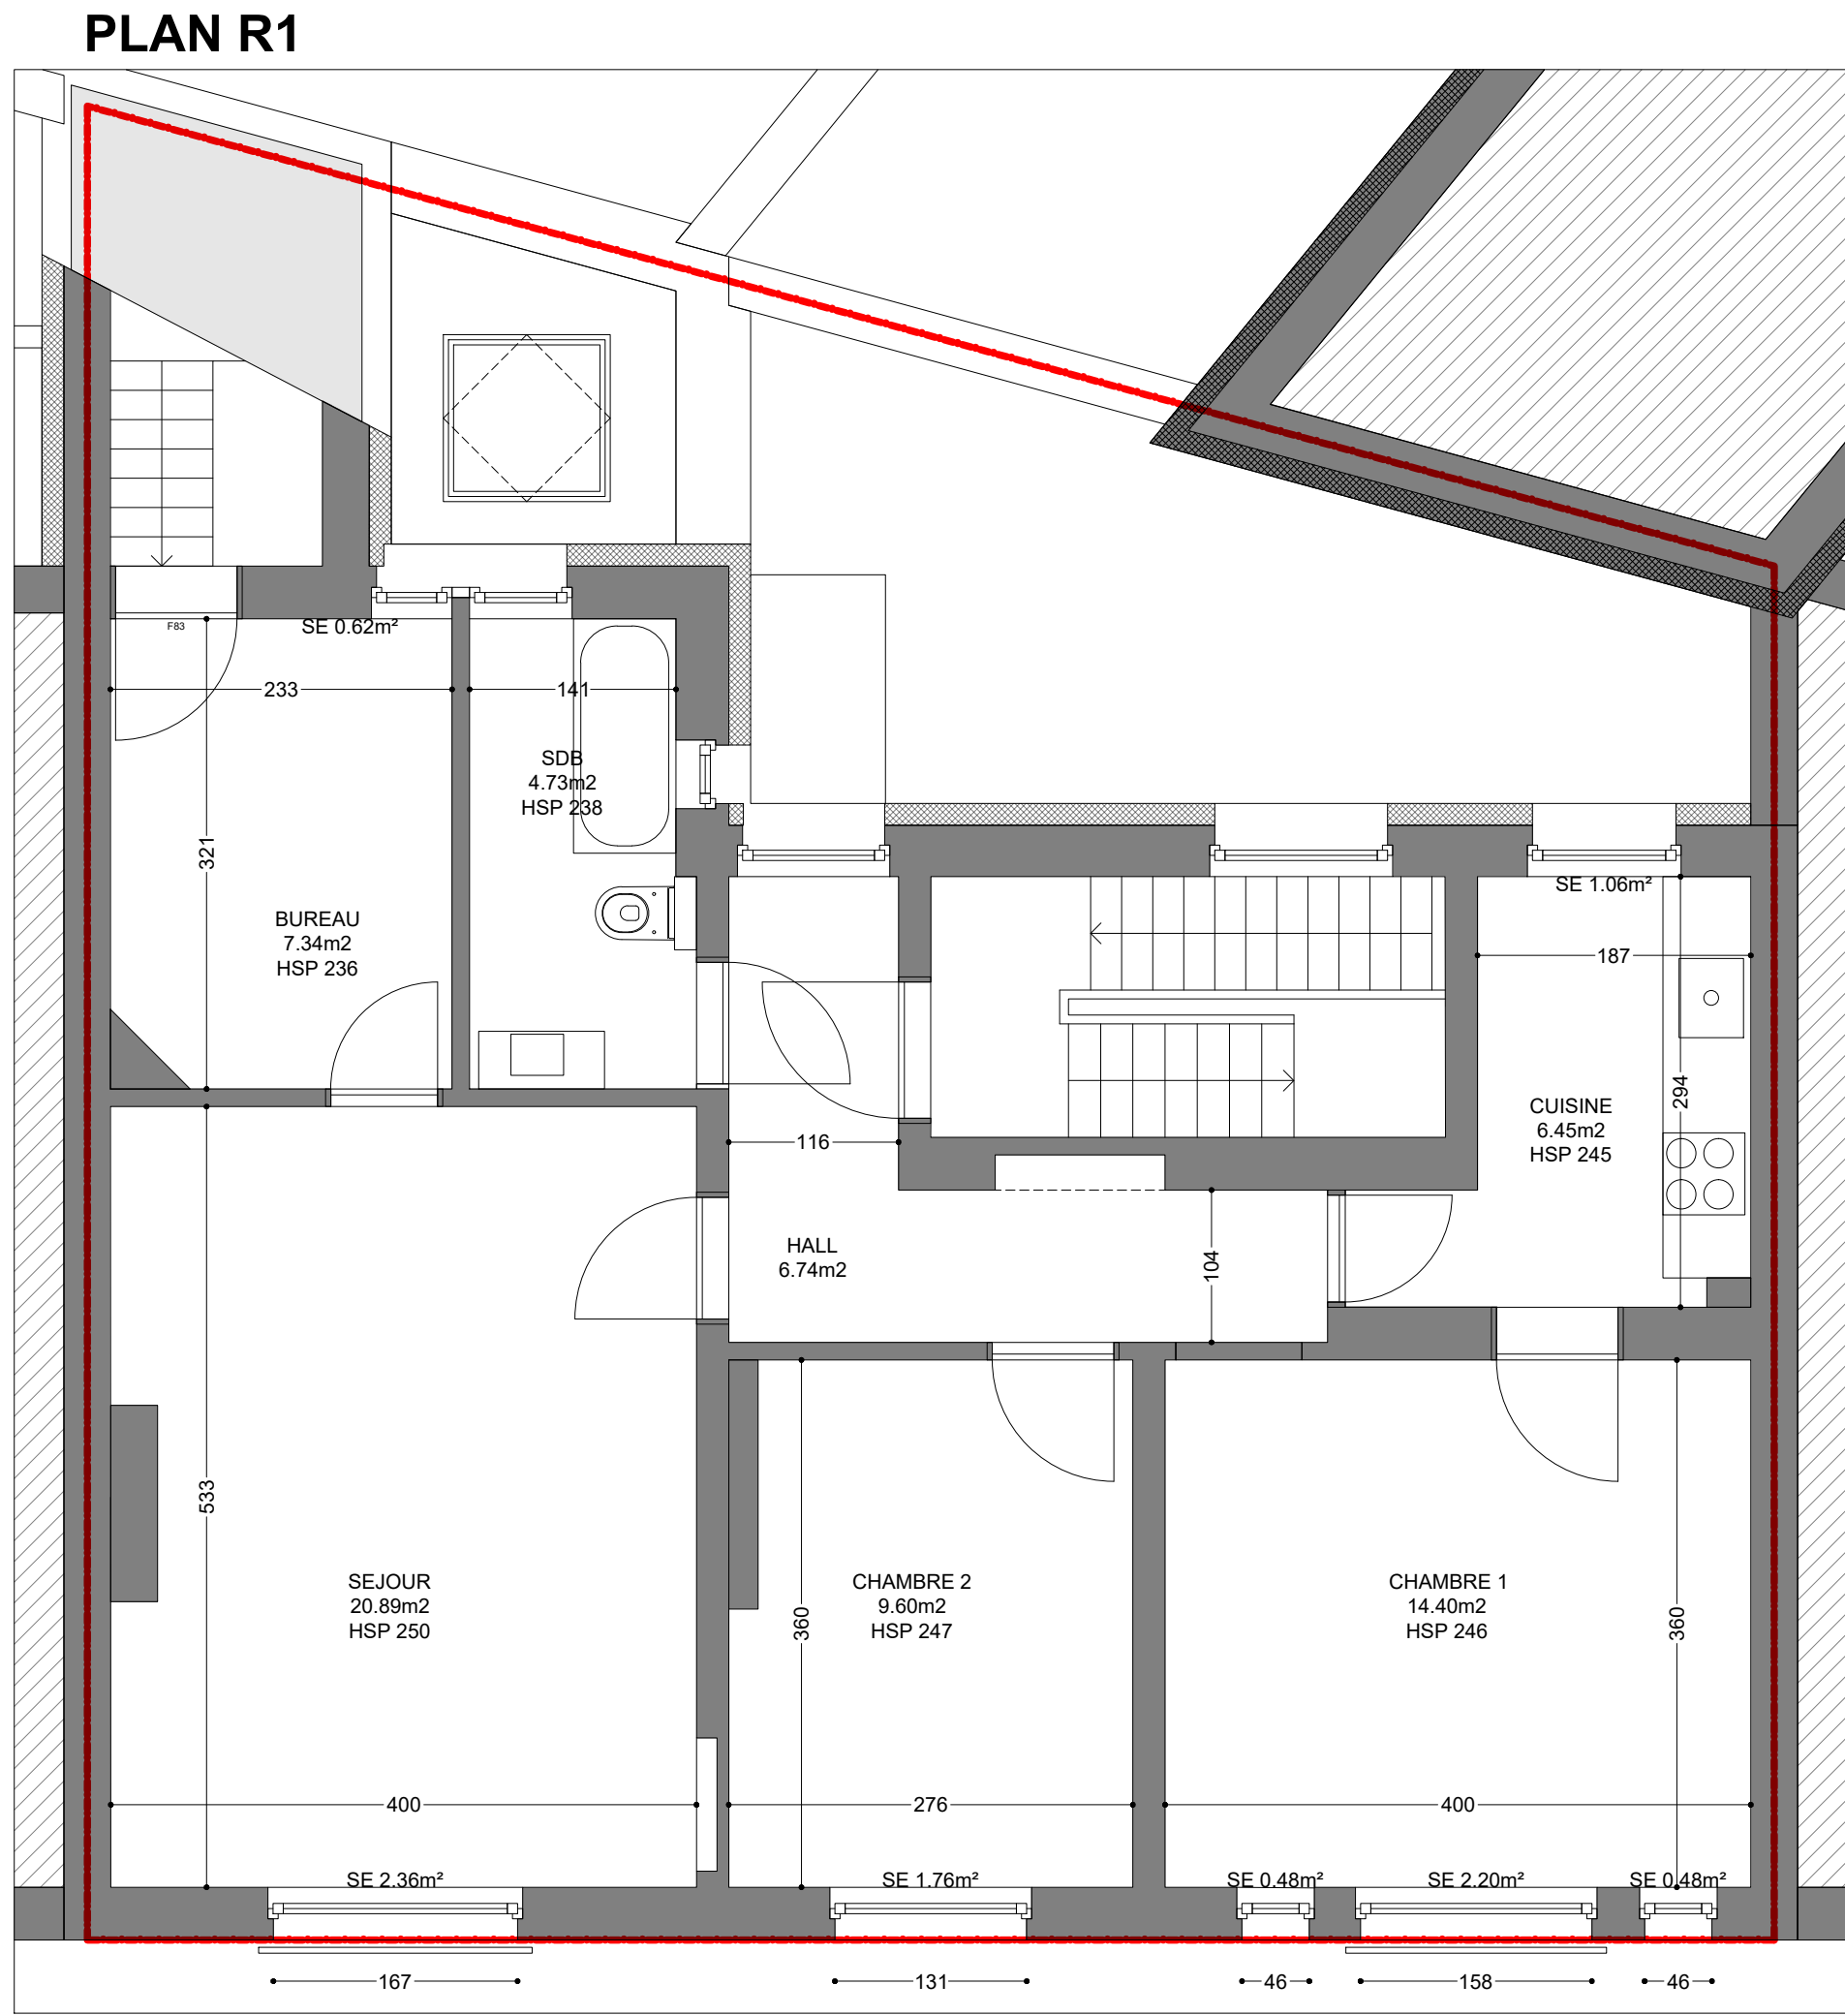 PLAN R1
F83
SE 0.62m²
233
141
SDB
4.73m2
HSP 238
321
BUREAU
7.34m2
HSP 236
SE 1.06m²
187
294
CUISINE
6.45m2
HSP 245
116
HALL
6.74m2
104
533
SEJOUR
20.89m2
HSP 250
CHAMBRE 2
9.60m2
HSP 247
360
CHAMBRE 1
14.40m2
HSP 246
360
400
276
400
SE 2.36m²
SE 1.76m²
SE 0.48m²
SE 2.20m²
SE 0.48m²
167
131
46
158
46